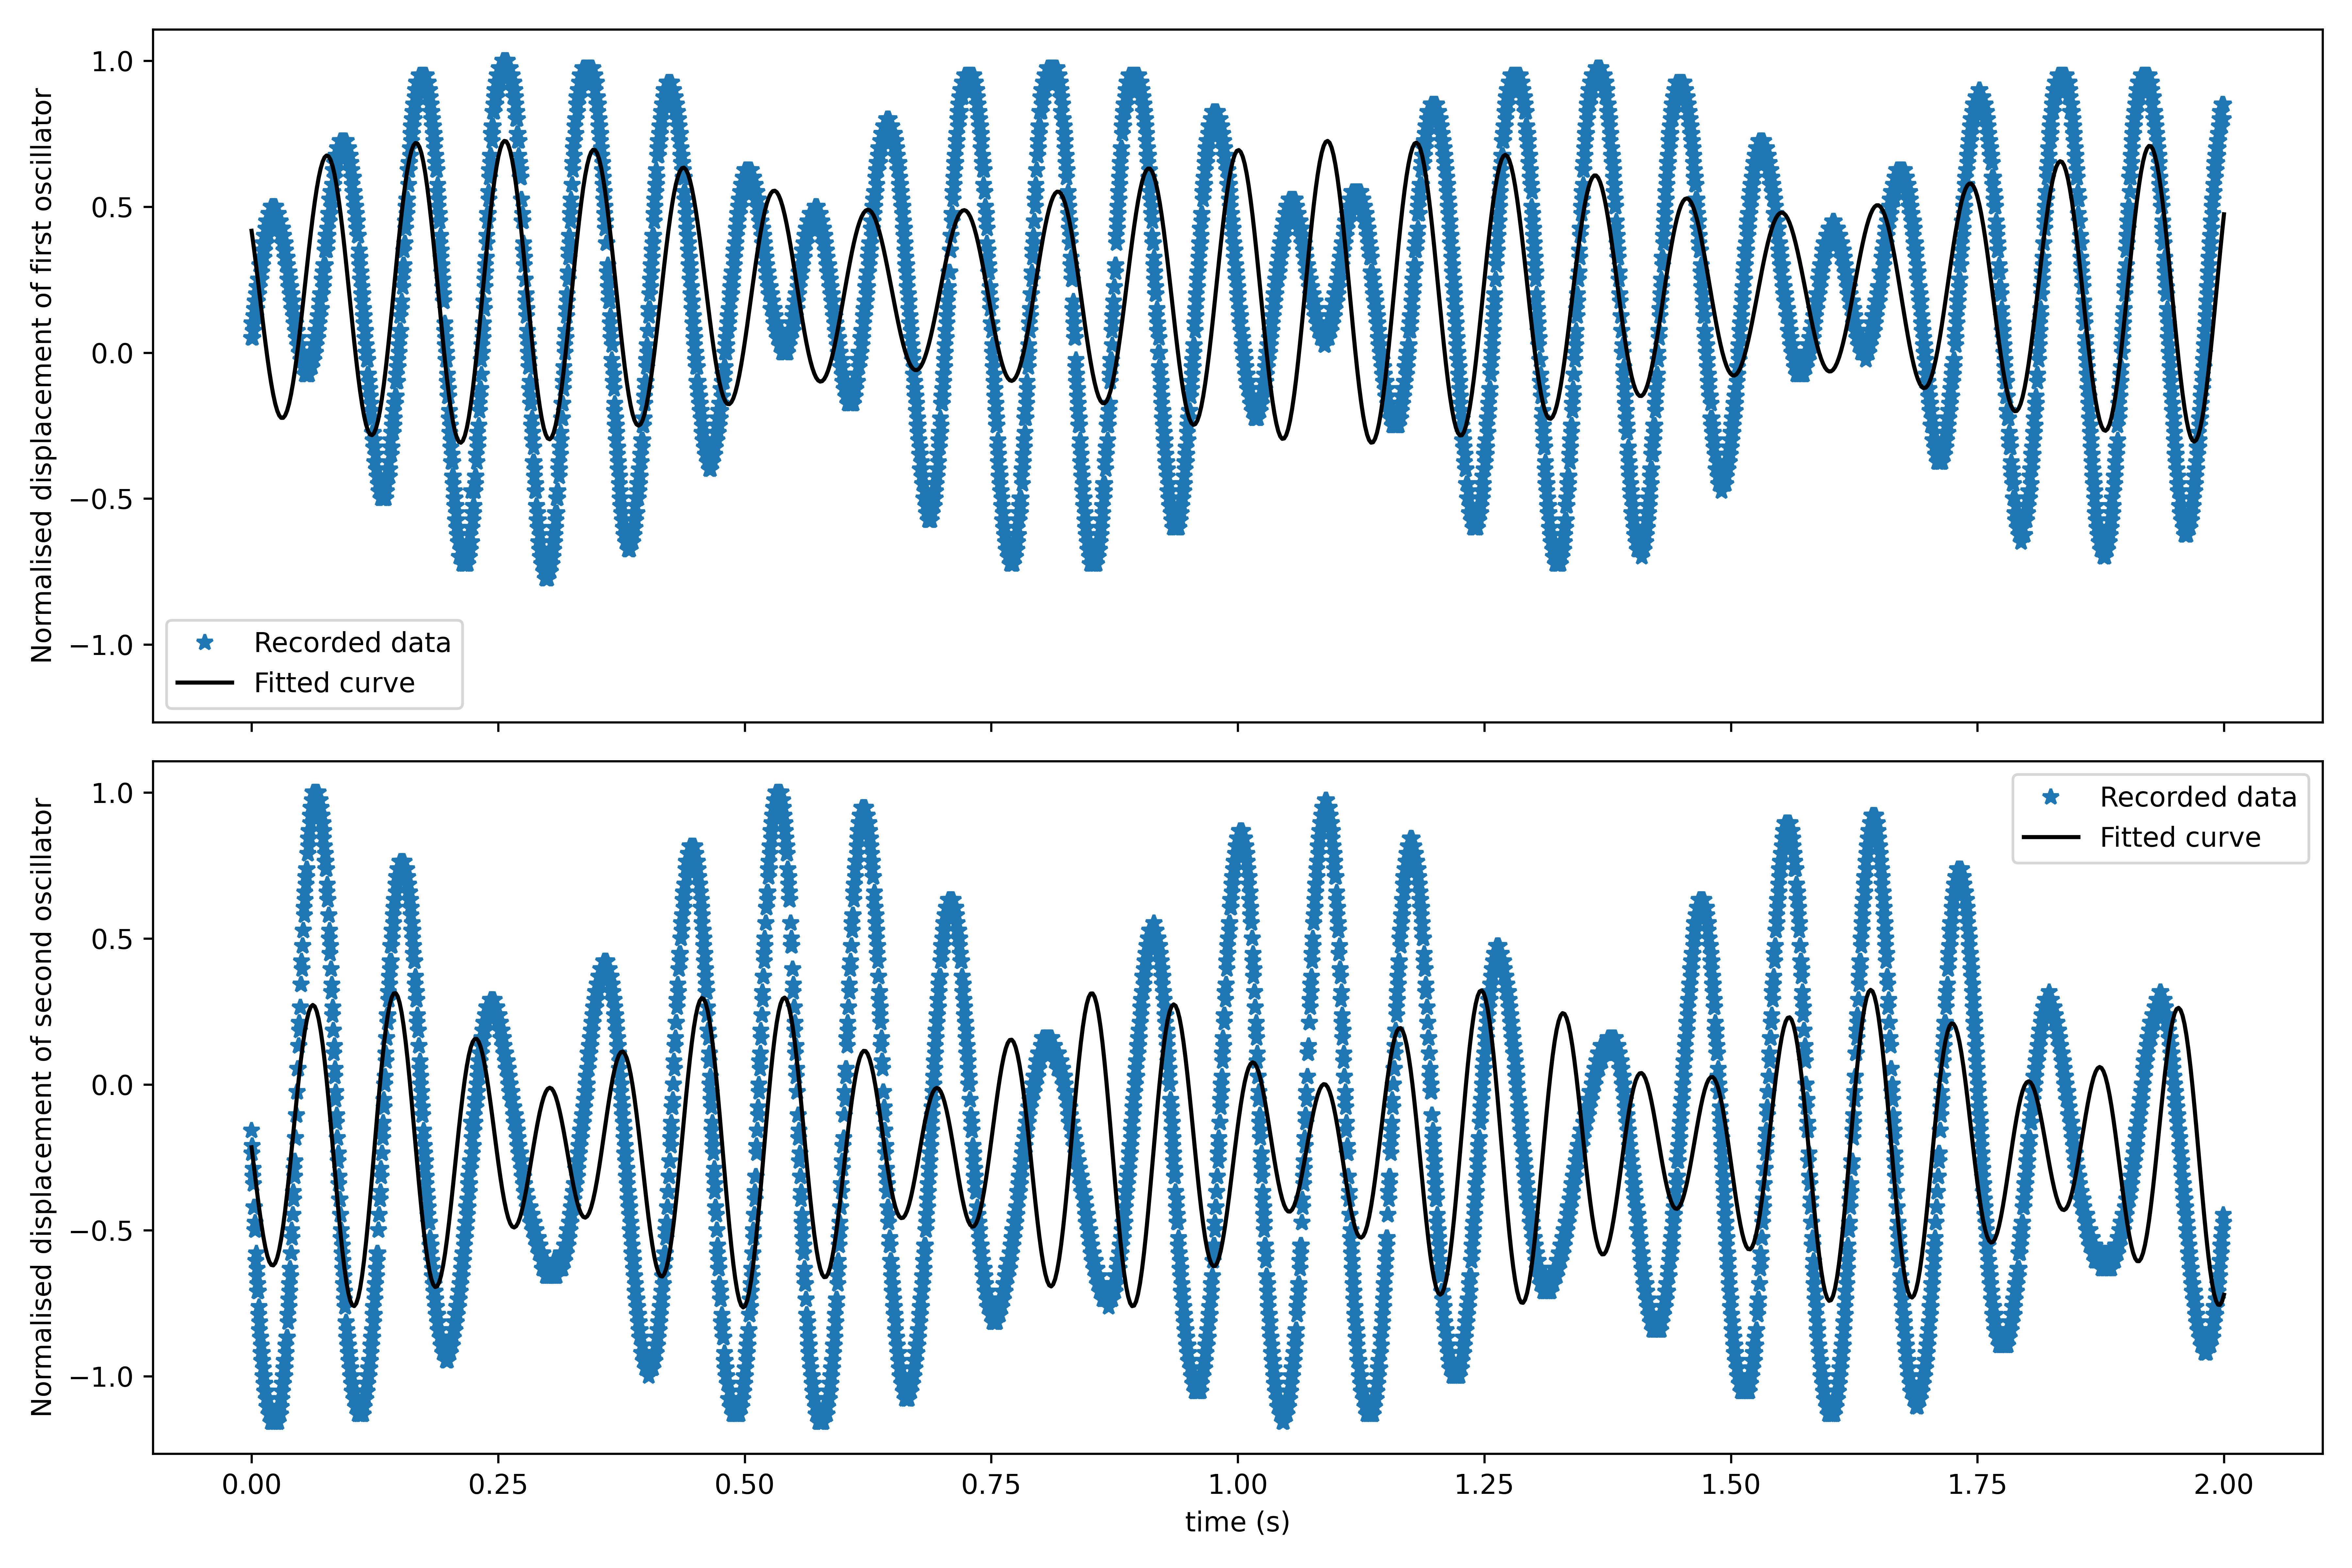 Normalised displacement of first oscillator
1.0
0.5
0.0
−0.5
−1.0
Recorded data
Fitted curve
Normalised displacement of second oscillator
1.0
0.5
0.0
−0.5
−1.0
Recorded data
Fitted curve
0.00 0.25 0.50 0.75 1.00 1.25 1.50 1.75 2.00
time (s)